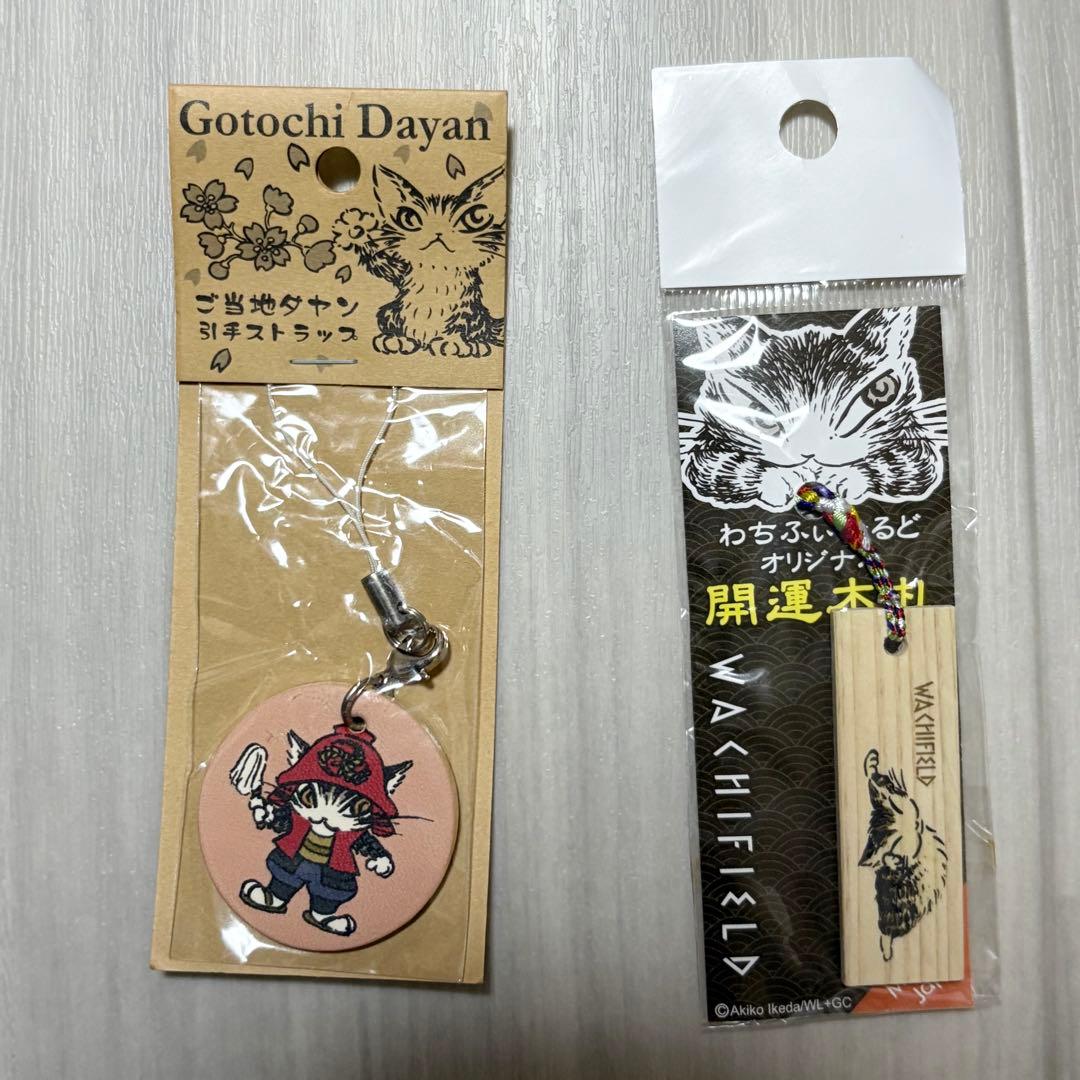 Gotochi Dayan
ご当地ダヤン
引手ストラップ
わちふぃ るど
オリジナ
開運木
WACHIFIELD
WACHIFIELD
©Akiko Ikeda/WL+GC